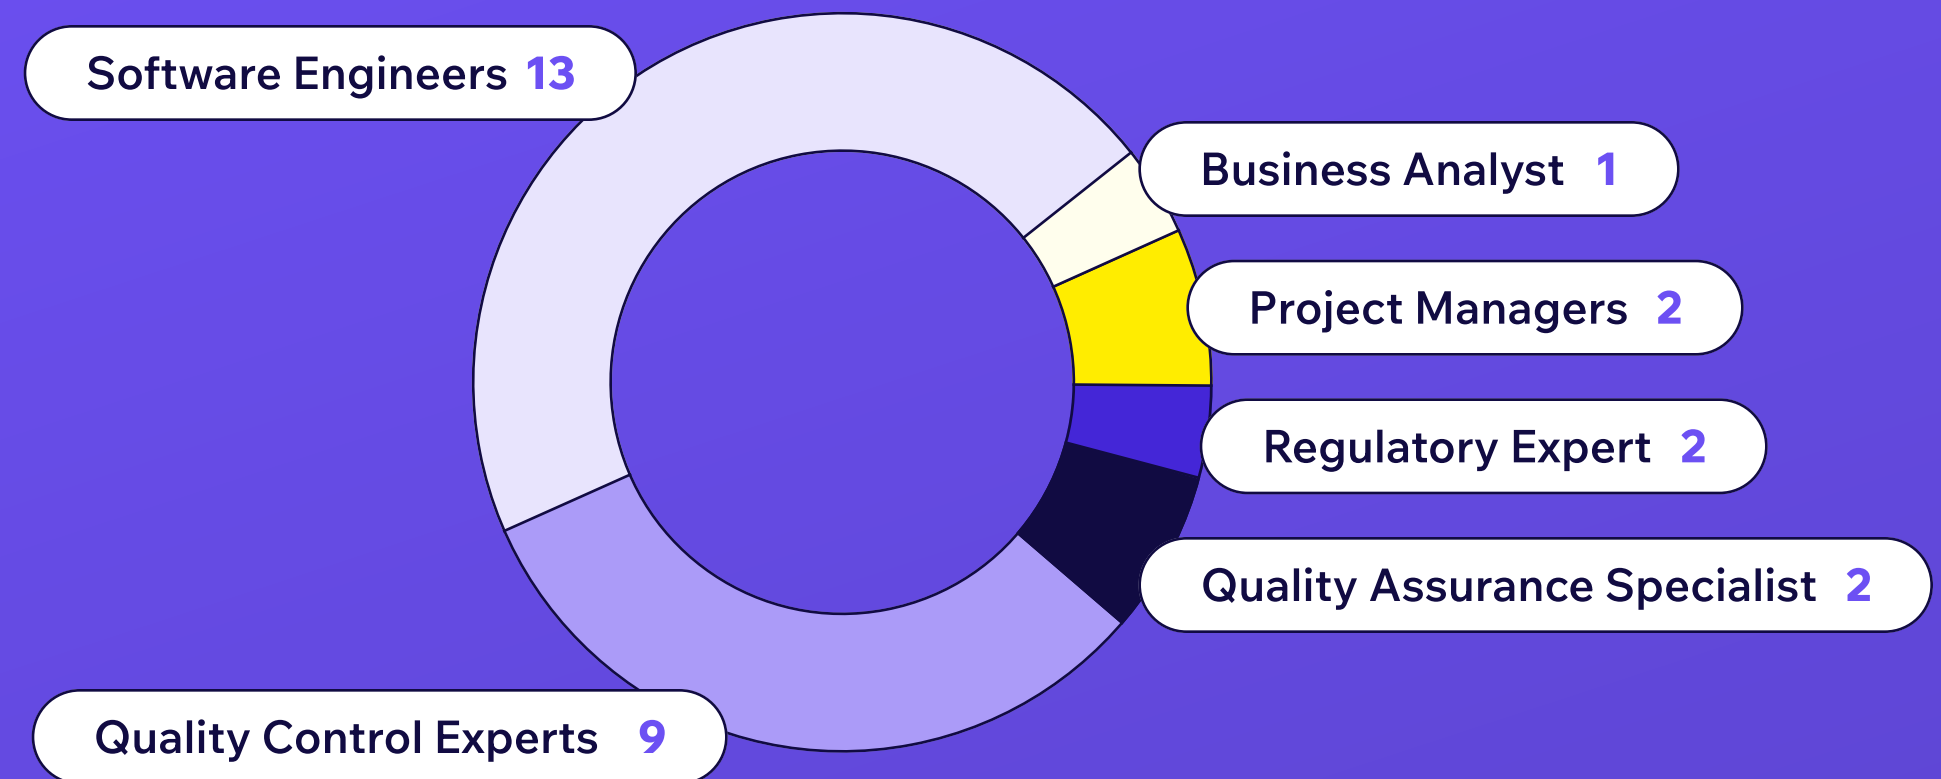 Software Engineers 13
Business Analyst 1
Project Managers 2
Regulatory Expert 2
Quality Assurance Specialist 2
Quality Control Experts 9